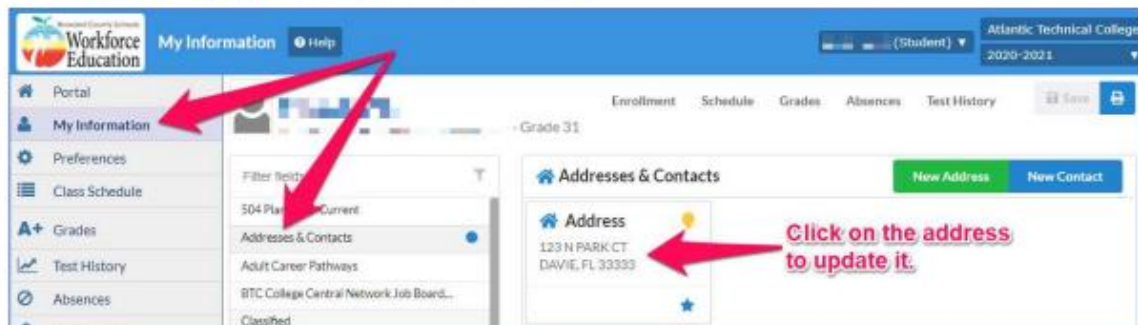 Broward County Schools
Workforce
Education
My Information
Help
(Student)
Atlantic Technical College
2020-2021
Portal
My Information
Preferences
Class Schedule
A+ Grades
Test History
Absences
Enrollment Schedule Grades Absences Test History Save
- Grade 31
Filter fields
504 Current
Addresses & Contacts
Adult Career Pathways
BTC College Central Network Job Board...
Classified
Addresses & Contacts
New Address
New Contact
Address
123 N PARK CT
DAVIE, FL 33333
Click on the address
to update it.